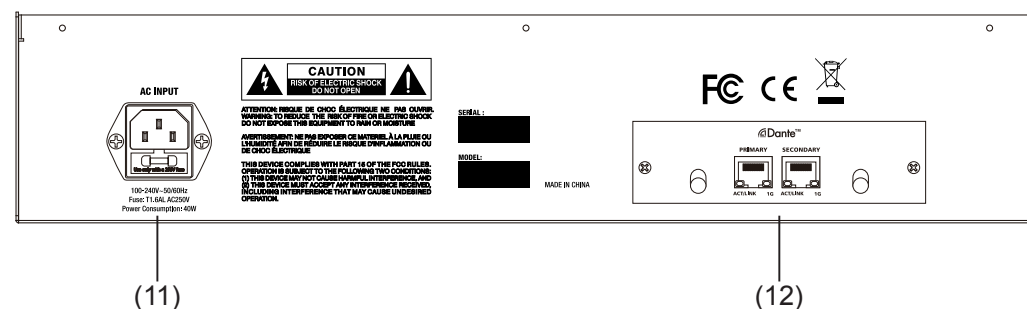 AC INPUT
Use only with a 250V fuse
100-240V~50/60Hz
Fuse: T1.6AL AC250V
Power Consumption: 40W
CAUTION
RISK OF ELECTRIC SHOCK
DO NOT OPEN
ATTENTION: RISQUE DE CHOC ÉLECTRIQUE NE PAS OUVRIR.
WARNING: TO REDUCE THE RISK OF FIRE OR ELECTRIC SHOCK
DO NOT EXPOSE THIS EQUIPMENT TO RAIN OR MOISTURE
AVERTISSEMENT: NE PAS EXPOSER CE MATERIEL À LA PLUIE OU
L'HUMIDITÉ AFIN DE RÉDUIRE LE RISQUE D'INFLAMMATION OU
DE CHOC ÉLECTRIQUE
THIS DEVICE COMPLIES WITH PART 15 OF THE FCC RULES.
OPERATION IS SUBJECT TO THE FOLLOWING TWO CONDITIONS:
(1) THIS DEVICE MAY NOT CAUSE HARMFUL INTERFERENCE, AND
(2) THIS DEVICE MUST ACCEPT ANY INTERFERENCE RECEIVED,
INCLUDING INTERFERENCE THAT MAY CAUSE UNDESIRED
OPERATION.
SERIAL :
MODEL:
MADE IN CHINA
FC CE
Dante™
PRIMARY SECONDARY
ACT/LINK 1G ACT/LINK 1G
(11) (12)